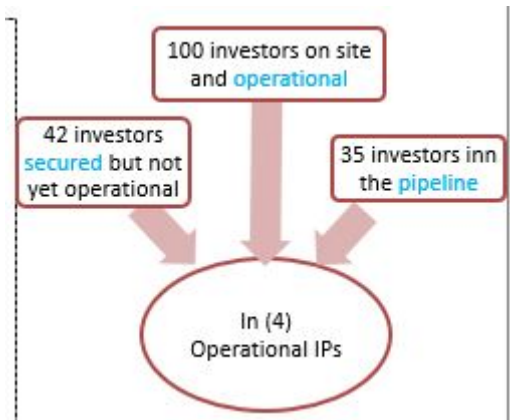 100 investors on site
and operational
42 investors
secured but not
yet operational
35 investors inn
the pipeline
In (4)
Operational IPs